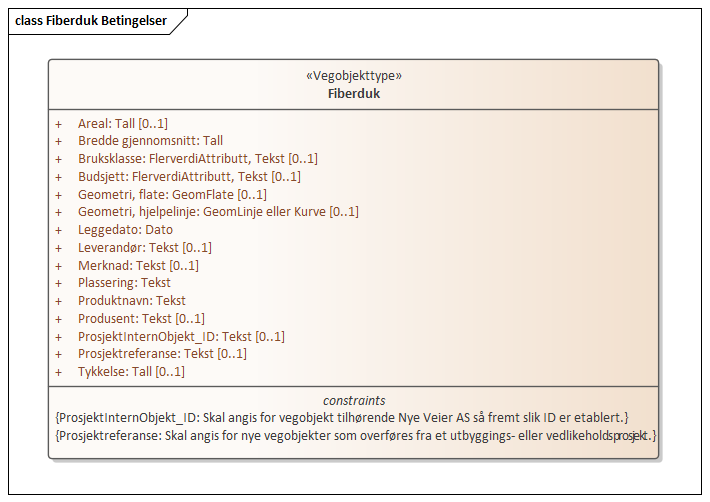 class Fiberduk Betingelser
«Vegobjekttype»
Fiberduk
+ Areal: Tall [0..1]
+ Bredde gjennomsnitt: Tall
+ Bruksklasse: FlerverdiAttributt, Tekst [0..1]
+ Budsjett: FlerverdiAttributt, Tekst [0..1]
+ Geometri, flate: GeomFlate [0..1]
+ Geometri, hjelpelinje: GeomLinje eller Kurve [0..1]
+ Leggedato: Dato
+ Leverandør: Tekst [0..1]
+ Merknad: Tekst [0..1]
+ Plassering: Tekst
+ Produktnavn: Tekst
+ Produsent: Tekst [0..1]
+ ProsjektInternObjekt_ID: Tekst [0..1]
+ Prosjektreferanse: Tekst [0..1]
+ Tykkelse: Tall [0..1]
constraints
{ProsjektInternObjekt_ID: Skal angis for vegobjekt tilhørende Nye Veier AS så fremt slik ID er etablert.}
{Prosjektreferanse: Skal angis for nye vegobjekter som overføres fra et utbyggings- eller vedlikeholdsprosjekt.}